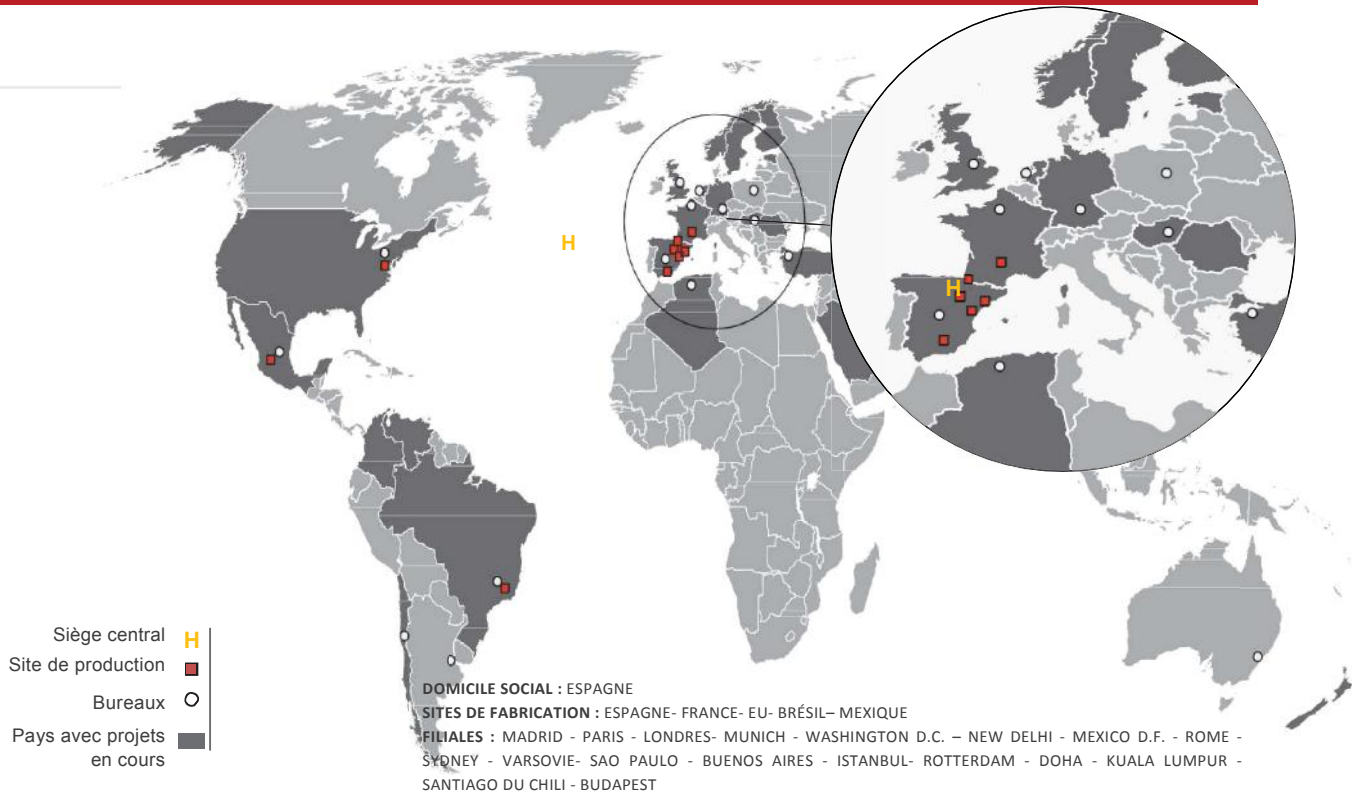 H
H
Siège central H
Site de production
Bureaux
Pays avec projets
en cours
DOMICILE SOCIAL : ESPAGNE
SITES DE FABRICATION : ESPAGNE- FRANCE- EU- BRÉSIL– MEXIQUE
FILIALES : MADRID - PARIS - LONDRES- MUNICH - WASHINGTON D.C. – NEW DELHI - MEXICO D.F. - ROME -
SYDNEY - VARSOVIE- SAO PAULO - BUENOS AIRES - ISTANBUL- ROTTERDAM - DOHA - KUALA LUMPUR -
SANTIAGO DU CHILI - BUDAPEST